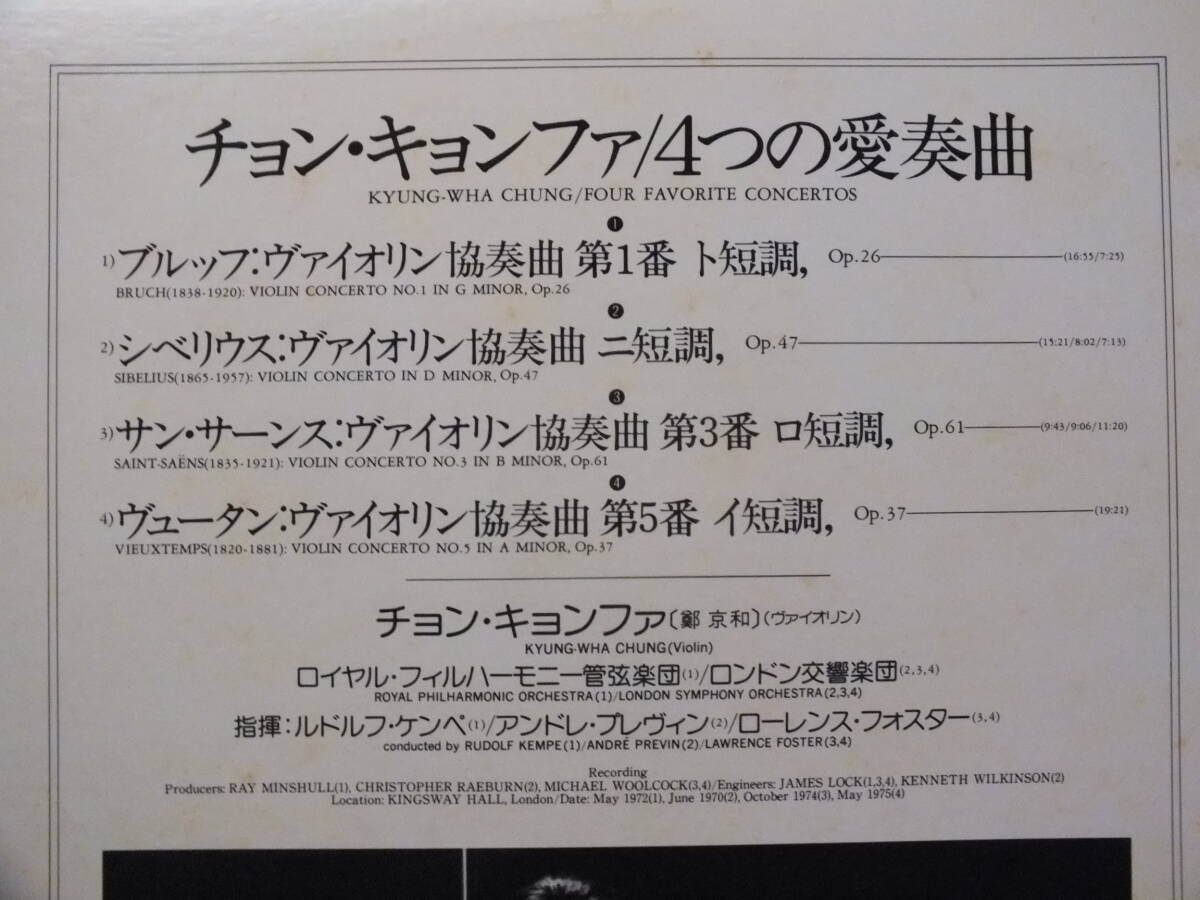 チョン・キョンファ/4つの愛奏曲
KYUNG-WHA CHUNG/FOUR FAVORITE CONCERTOS
❶
1) ブルッフ:ヴァイオリン協奏曲 第1番 ト短調, Op.26 (16:55/7:25)
BRUCH(1838-1920): VIOLIN CONCERTO NO.1 IN G MINOR, Op.26
❷
2) シベリウス:ヴァイオリン協奏曲 ニ短調, Op.47 (15:21/8:02/7:13)
SIBELIUS(1865-1957): VIOLIN CONCERTO IN D MINOR, Op.47
❸
3) サン・サーンス:ヴァイオリン協奏曲 第3番 ロ短調, Op.61 (9:43/9:06/11:20)
SAINT-SAËNS(1835-1921): VIOLIN CONCERTO NO.3 IN B MINOR, Op.61
❹
4) ヴュータン:ヴァイオリン協奏曲 第5番 イ短調, Op.37 (19:21)
VIEUXTEMPS(1820-1881): VIOLIN CONCERTO NO.5 IN A MINOR, Op.37
チョン・キョンファ〔鄭 京和〕(ヴァイオリン)
KYUNG-WHA CHUNG(Violin)
ロイヤル・フィルハーモニー管弦楽団(1)/ロンドン交響楽団(2,3,4)
ROYAL PHILHARMONIC ORCHESTRA(1)/LONDON SYMPHONY ORCHESTRA(2,3,4)
指揮:ルドルフ・ケンペ(1)/アンドレ・プレヴィン(2)/ローレンス・フォスター(3,4)
conducted by RUDOLF KEMPE(1)/ANDRÉ PREVIN(2)/LAWRENCE FOSTER(3,4)
Recording
Producers: RAY MINSHULL(1), CHRISTOPHER RAEBURN(2), MICHAEL WOOLCOCK(3,4)/Engineers: JAMES LOCK(1,3,4), KENNETH WILKINSON(2)
Location: KINGSWAY HALL, London/Date: May 1972(1), June 1970(2), October 1974(3), May 1975(4)